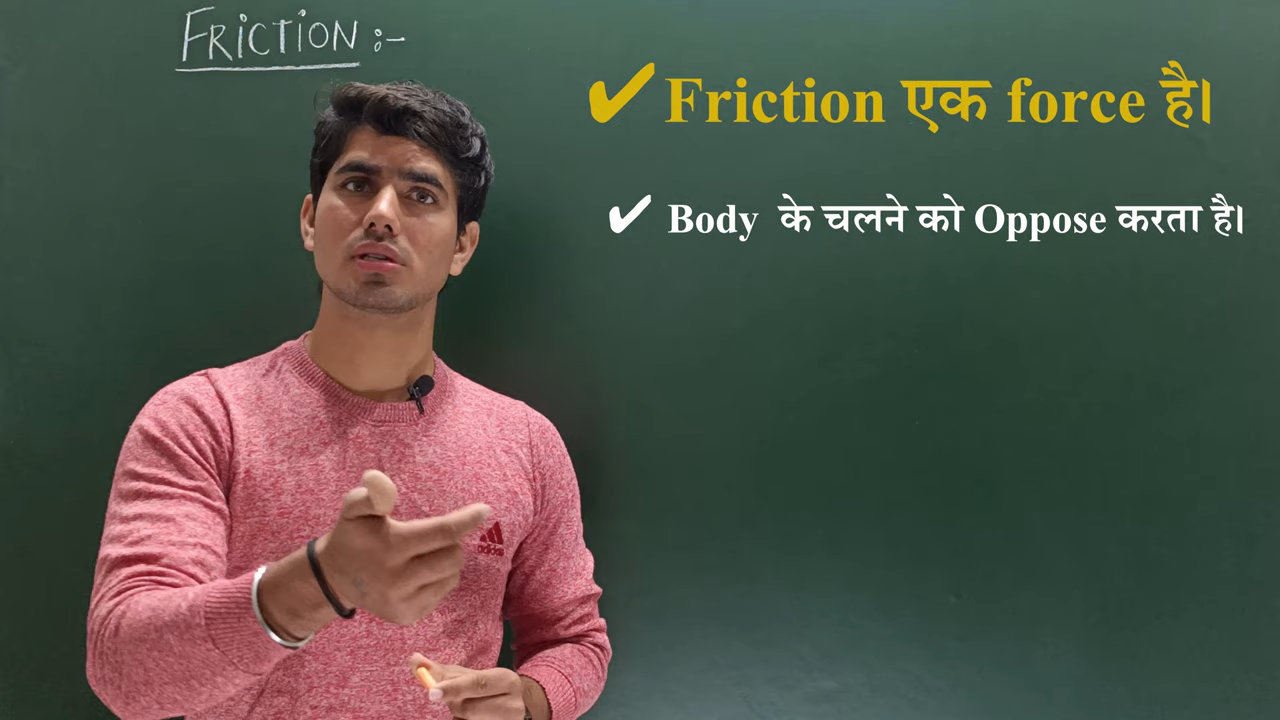 FRICTION :-
✔ Friction एक force है।
✔ Body के चलने को Oppose करता है।
adidas